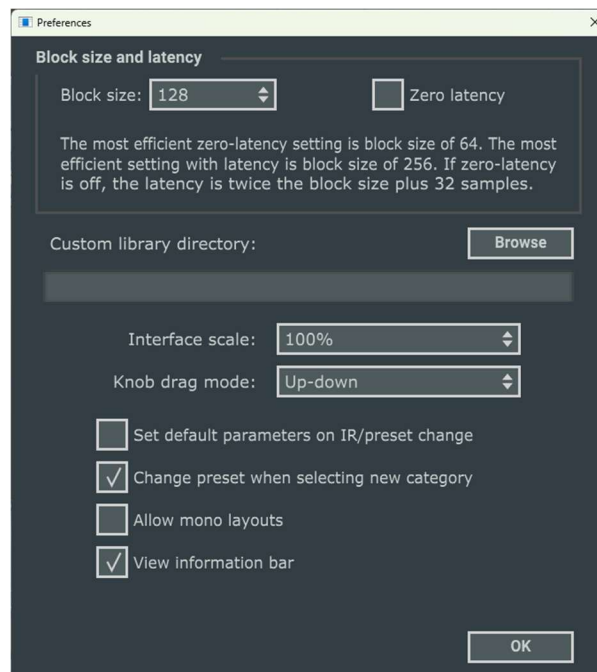 Preferences
Block size and latency
Block size: 128 Zero latency
The most efficient zero-latency setting is block size of 64. The most
efficient setting with latency is block size of 256. If zero-latency
is off, the latency is twice the block size plus 32 samples.
Custom library directory: Browse
Interface scale: 100%
Knob drag mode: Up-down
Set default parameters on IR/preset change
Change preset when selecting new category
Allow mono layouts
View information bar
OK